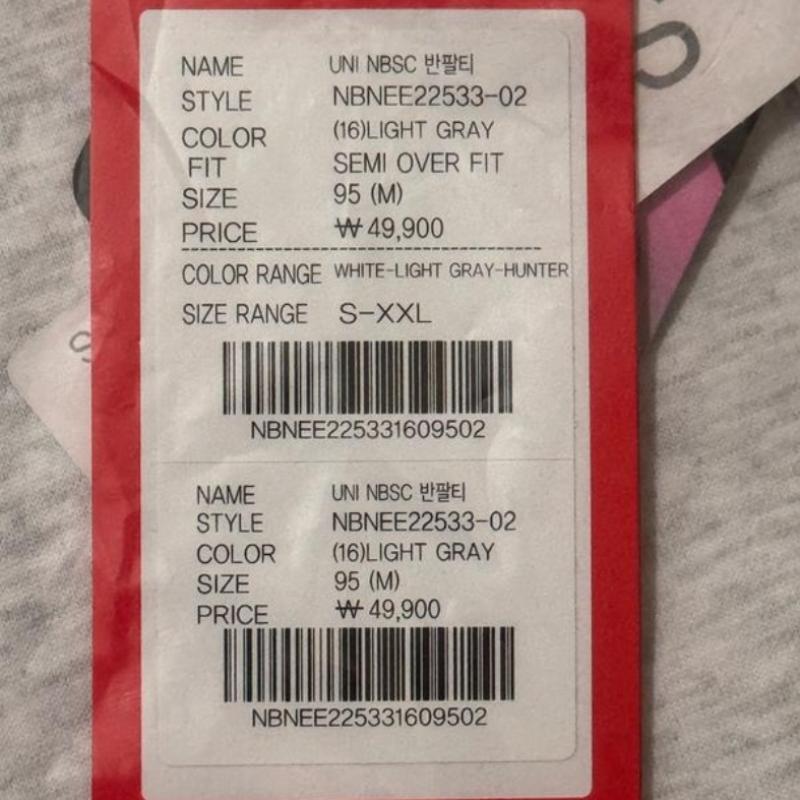 NAME UNI NBSC 반팔티
STYLE NBNEE22533-02
COLOR (16)LIGHT GRAY
FIT SEMI OVER FIT
SIZE 95 (M)
PRICE ₩ 49,900
COLOR RANGE WHITE-LIGHT GRAY-HUNTER
SIZE RANGE S-XXL
NBNEE225331609502
NAME UNI NBSC 반팔티
STYLE NBNEE22533-02
COLOR (16)LIGHT GRAY
SIZE 95 (M)
PRICE ₩ 49,900
NBNEE225331609502